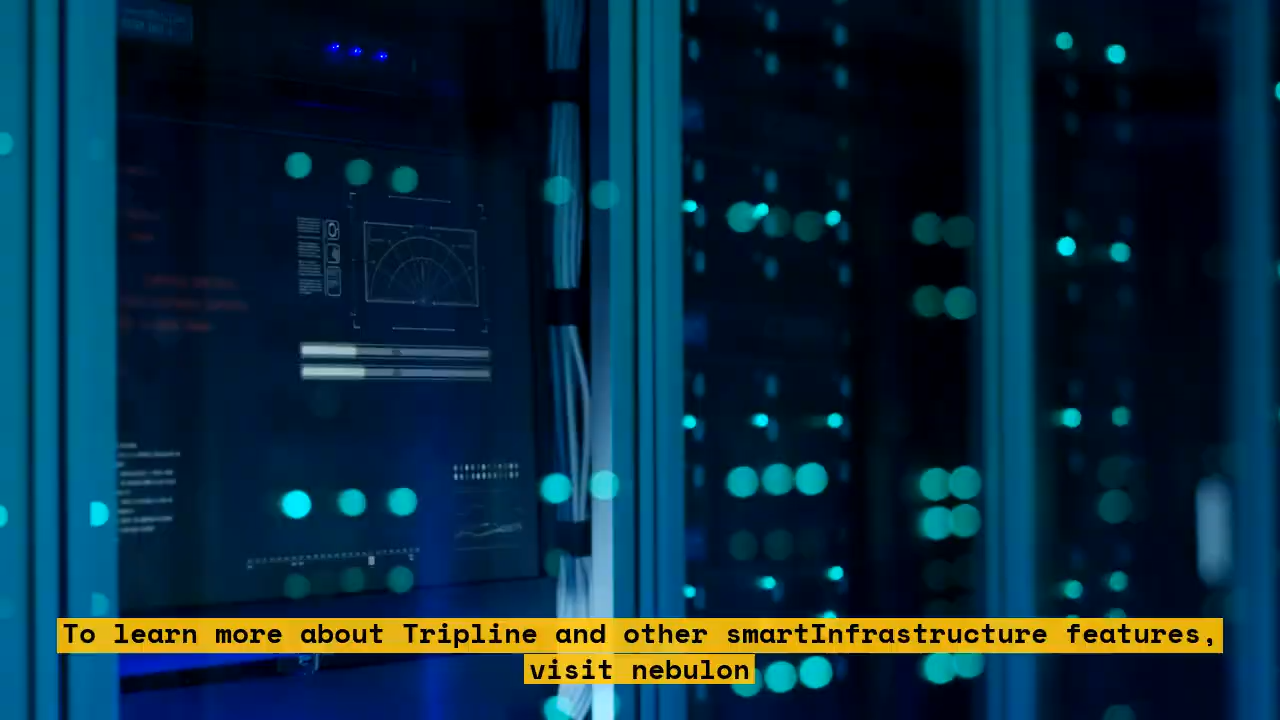 To learn more about Tripline and other smartInfrastructure features,
visit nebulon